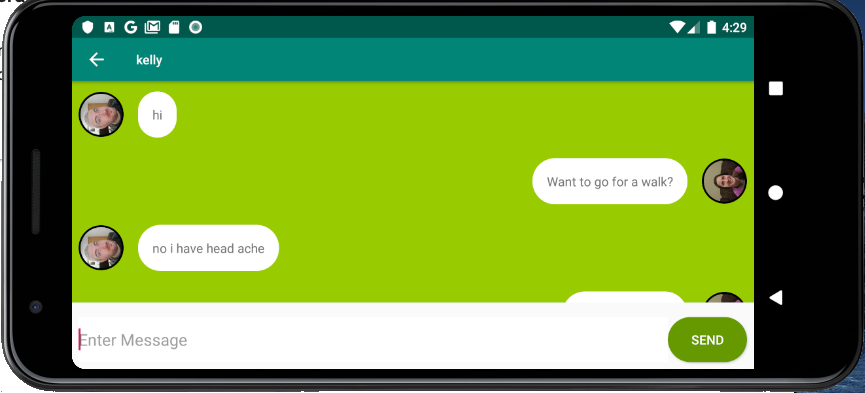 4:29
kelly
hi
Want to go for a walk?
no i have head ache
Enter Message
SEND